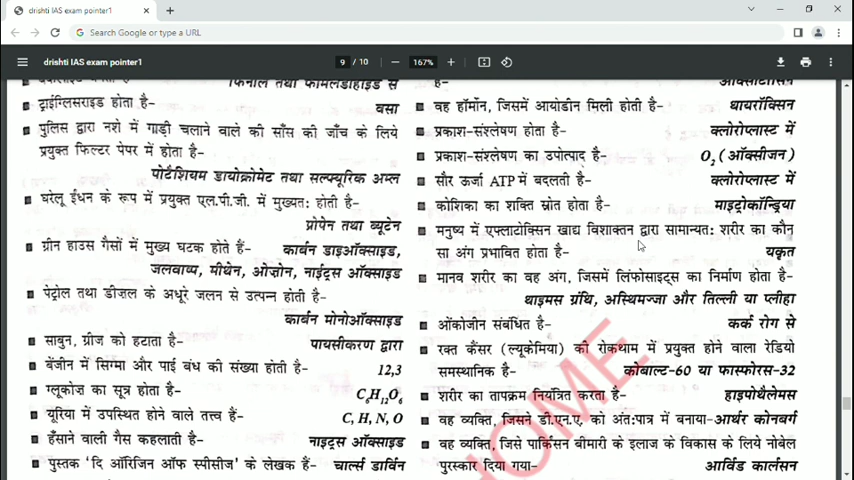 drishti IAS exam pointer1
Search Google or type a URL
drishti IAS exam pointer1
9 / 10
167%
फिनॉल तथा फॉर्मेल्डिहाइड से
ट्राईग्लिसराइड होता है- वसा
पुलिस द्वारा नशे में गाड़ी चलाने वाले की साँस की जाँच के लिये
प्रयुक्त फिल्टर पेपर में होता है-
पोटैशियम डायक्रोमेट तथा सल्फ्यूरिक अम्ल
घरेलू ईंधन के रूप में प्रयुक्त एल.पी.जी. में मुख्यतः होती है-
प्रोपेन तथा ब्यूटेन
ग्रीन हाउस गैसों में मुख्य घटक होते हैं- कार्बन डाइऑक्साइड,
जलवाष्प, मीथेन, ओज़ोन, नाईट्रस ऑक्साइड
पेट्रोल तथा डीज़ल के अधूरे जलन से उत्पन्न होती है-
कार्बन मोनोऑक्साइड
साबुन, ग्रीज को हटाता है- पायसीकरण द्वारा
बेंजीन में सिग्मा और पाई बंध की संख्या होती है- 12,3
ग्लूकोज़ का सूत्र होता है- C₆H₁₂O₆
यूरिया में उपस्थित होने वाले तत्त्व हैं- C, H, N, O
हँसाने वाली गैस कहलाती है- नाइट्रस ऑक्साइड
पुस्तक 'दि ऑरिजिन ऑफ स्पीसीज' के लेखक हैं- चार्ल्स डार्विन
है- ऑक्सीटोसिन
वह हॉर्मोन, जिसमें आयोडीन मिली होती है- थायरॉक्सिन
प्रकाश-संश्लेषण होता है- क्लोरोप्लास्ट में
प्रकाश-संश्लेषण का उपोत्पाद है- O₂ (ऑक्सीजन)
सौर ऊर्जा ATP में बदलती है- क्लोरोप्लास्ट में
कोशिका का शक्ति स्रोत होता है- माइटोकॉन्ड्रिया
मनुष्य में एफ्लाटोक्सिन खाद्य विशाक्तन द्वारा सामान्यतः शरीर का कौन
सा अंग प्रभावित होता है- यकृत
मानव शरीर का वह अंग, जिसमें लिंफोसाइट्स का निर्माण होता है-
थाइमस ग्रंथि, अस्थिमज्जा और तिल्ली या प्लीहा
ओंकोजीन संबंधित है- कर्क रोग से
रक्त कैंसर (ल्यूकेमिया) की रोकथाम में प्रयुक्त होने वाला रेडियो
समस्थानिक है- कोबाल्ट-60 या फास्फोरस-32
शरीर का तापक्रम नियंत्रित करता है- हाइपोथैलेमस
वह व्यक्ति, जिसने डी.एन.ए. को अंतःपात्र में बनाया- आर्थर कोनबर्ग
वह व्यक्ति, जिसे पार्किंसन बीमारी के इलाज के विकास के लिये नोबेल
पुरस्कार दिया गया- आर्विड कार्लसन
HOME